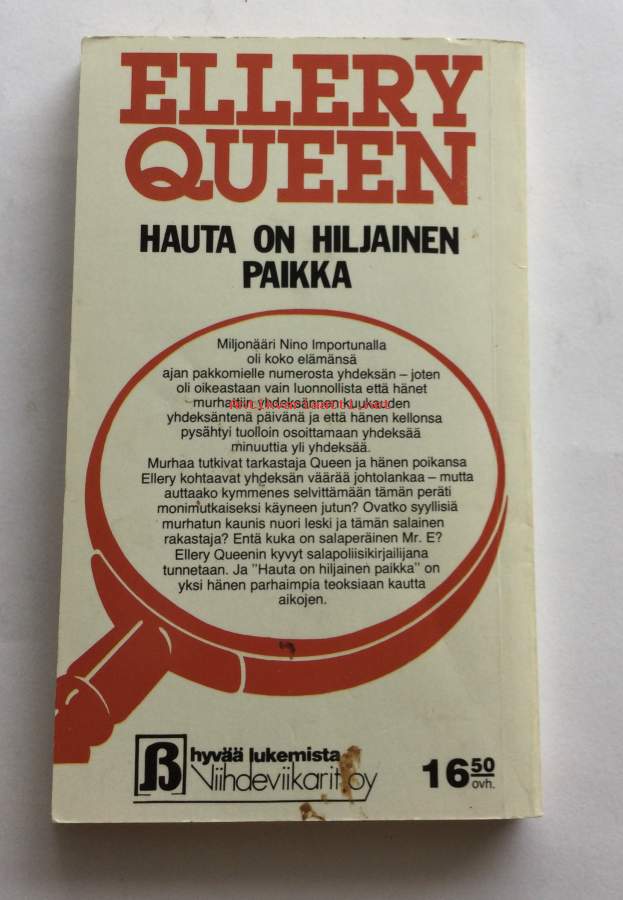 ELLERY
QUEEN
HAUTA ON HILJAINEN
PAIKKA
Miljonääri Nino Importunalla
oli koko elämänsä
ajan pakkomielle numerosta yhdeksän – joten
oli oikeastaan vain luonnollista että hänet
murhattiin yhdeksännen kuukauden
yhdeksäntenä päivänä ja että hänen kellonsa
pysähtyi tuolloin osoittamaan yhdeksää
minuuttia yli yhdeksää.
Murhaa tutkivat tarkastaja Queen ja hänen poikansa
Ellery kohtaavat yhdeksän väärää johtolankaa – mutta
auttaako kymmenes selvittämään tämän peräti
monimutkaiseksi käyneen jutun? Ovatko syyllisiä
murhatun kaunis nuori leski ja tämän salainen
rakastaja? Entä kuka on salaperäinen Mr. E?
Ellery Queenin kyvyt salapoliisikirjailijana
tunnetaan. Ja "Hauta on hiljainen paikka" on
yksi hänen parhaimpia teoksiaan kautta
aikojen.
hyvää lukemista
Viihdeviikarit oy
16 50
ovh.